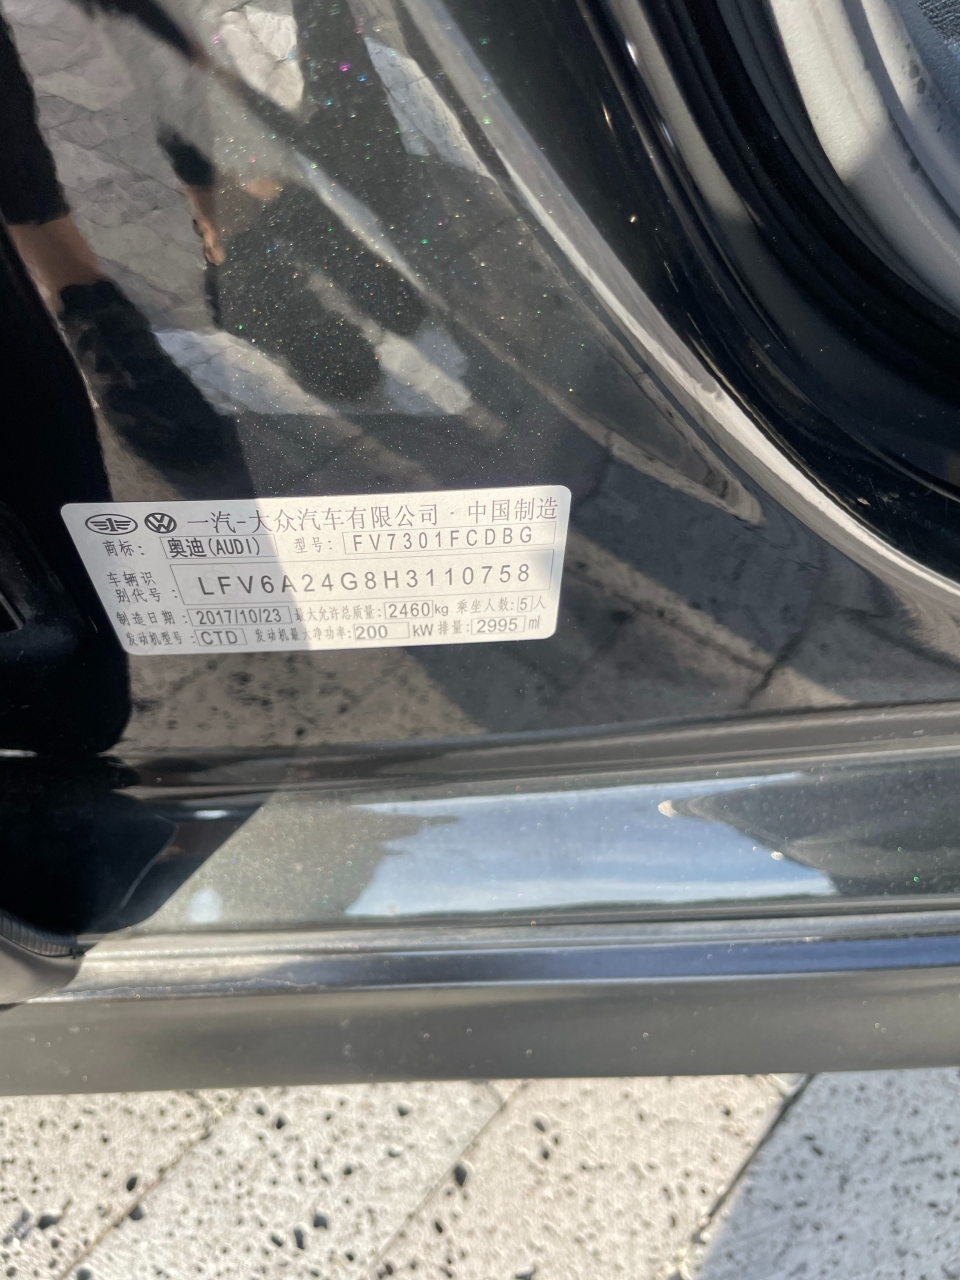 一汽-大众汽车有限公司 · 中国制造
商标: 奥迪(AUDI) 型号: FV7301FCDBG
车辆识别代号: LFV6A24G8H3110758
制造日期: 2017/10/23 最大允许总质量: 2460 kg 乘坐人数: 5 人
发动机型号: CTD 发动机最大净功率: 200 kW 排量: 2995 ml